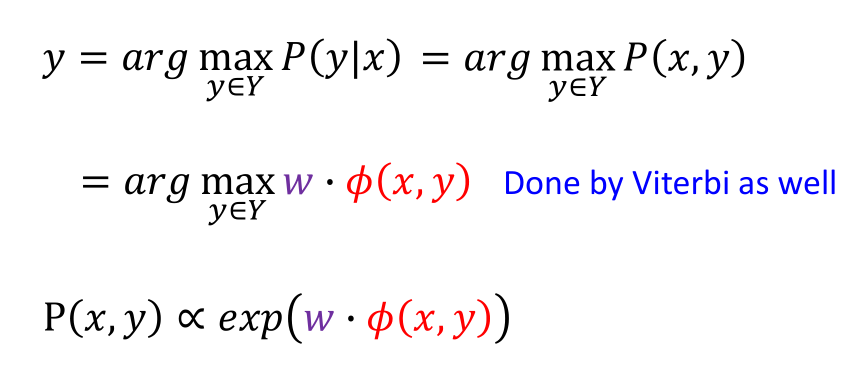 y = arg max_{y∈Y} P(y|x) = arg max_{y∈Y} P(x, y)
= arg max_{y∈Y} w · ϕ(x, y) Done by Viterbi as well
P(x, y) ∝ exp(w · ϕ(x, y))